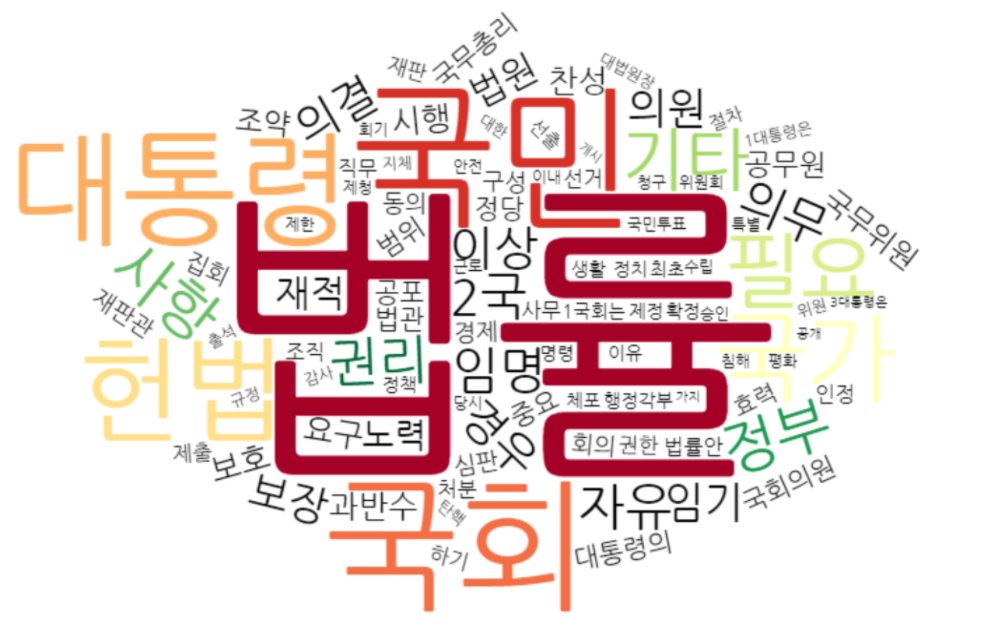 국무총리
재판
대법원장
법원
찬성
의결
조약
시행
국민
의원
절차
회기
대한
선출
개시
기타
1대통령은
공무원
대통령
직무
지체
안전
제청
구성
이내
선거
청구
위원회
동의
정당
의무
국무위원
제한
범위
국민투표
특별
법률
이상
필요
집회
사항
근로
생활
정치
최초
수립
재적
공포
2국
재판관
법관
사무
1국회는
제정
확정
승인
위원
3대통령은
출석
경제
공개
국가
헌법
조직
권리
임명
명령
이유
침해
평화
감사
정책
규정
당시
중요
체포
행정각부
가지
효력
인정
요구
노력
경우
정부
회의
권한
법률안
제출
보호
심판
처분
보장
과반수
탄핵
자유
임기
국회의원
국회
하기
대통령의